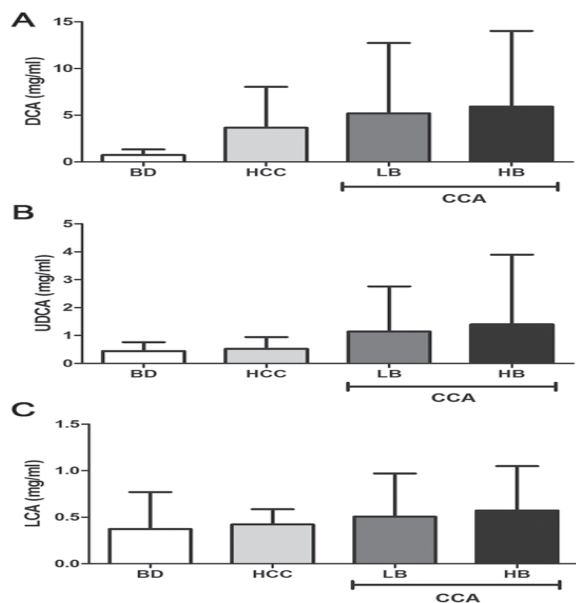 A
DCA (mg/ml)
15
10
5
0
BD HCC LB HB
CCA
B
UDCA (mg/ml)
5
4
3
2
1
0
BD HCC LB HB
CCA
C
LCA (mg/ml)
1.5
1.0
0.5
0.0
BD HCC LB HB
CCA